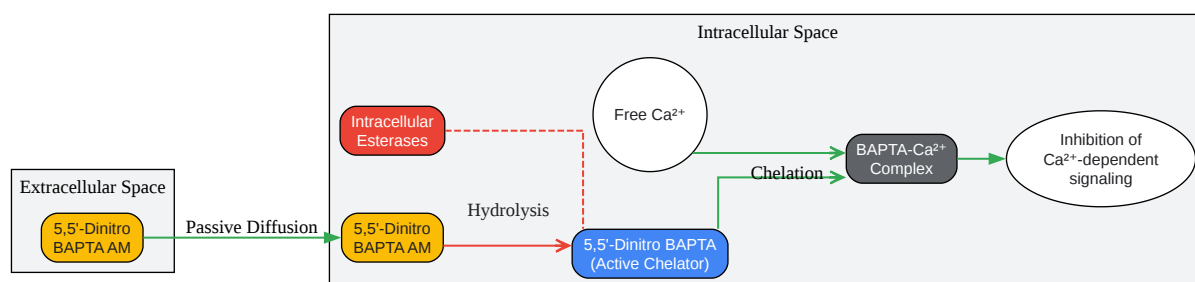 Intracellular Space
Free Ca²⁺
Intracellular
Esterases
BAPTA-Ca²⁺
Complex
Inhibition of
Ca²⁺-dependent
signaling
Chelation
Extracellular Space
5,5'-Dinitro
BAPTA AM
Passive Diffusion
5,5'-Dinitro
BAPTA AM
Hydrolysis
5,5'-Dinitro BAPTA
(Active Chelator)